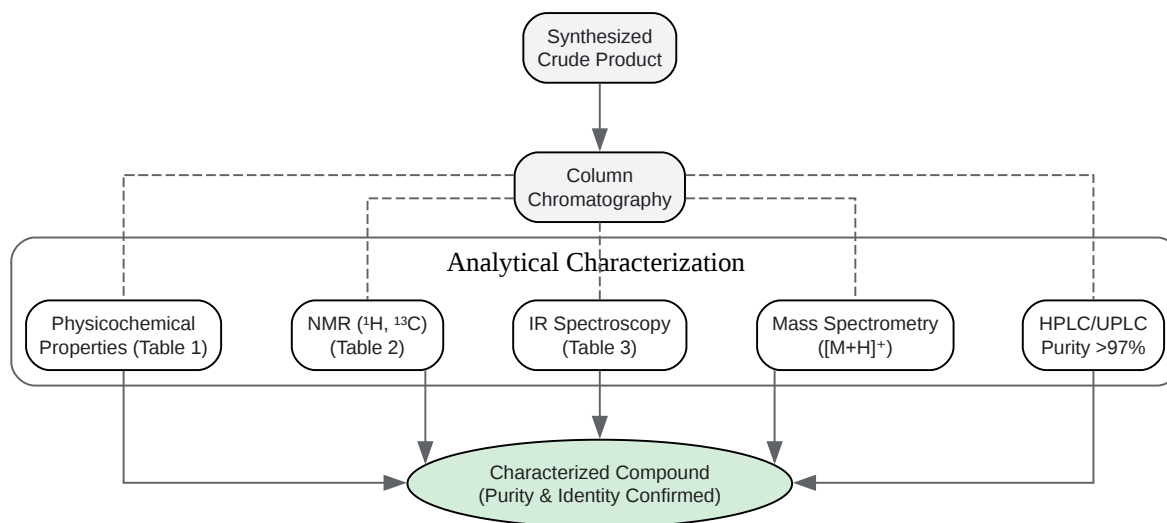 Synthesized
Crude Product
Column
Chromatography
Analytical Characterization
Physicochemical
Properties (Table 1)
NMR (¹H, ¹³C)
(Table 2)
IR Spectroscopy
(Table 3)
Mass Spectrometry
([M+H]⁺)
HPLC/UPLC
Purity >97%
Characterized Compound
(Purity & Identity Confirmed)